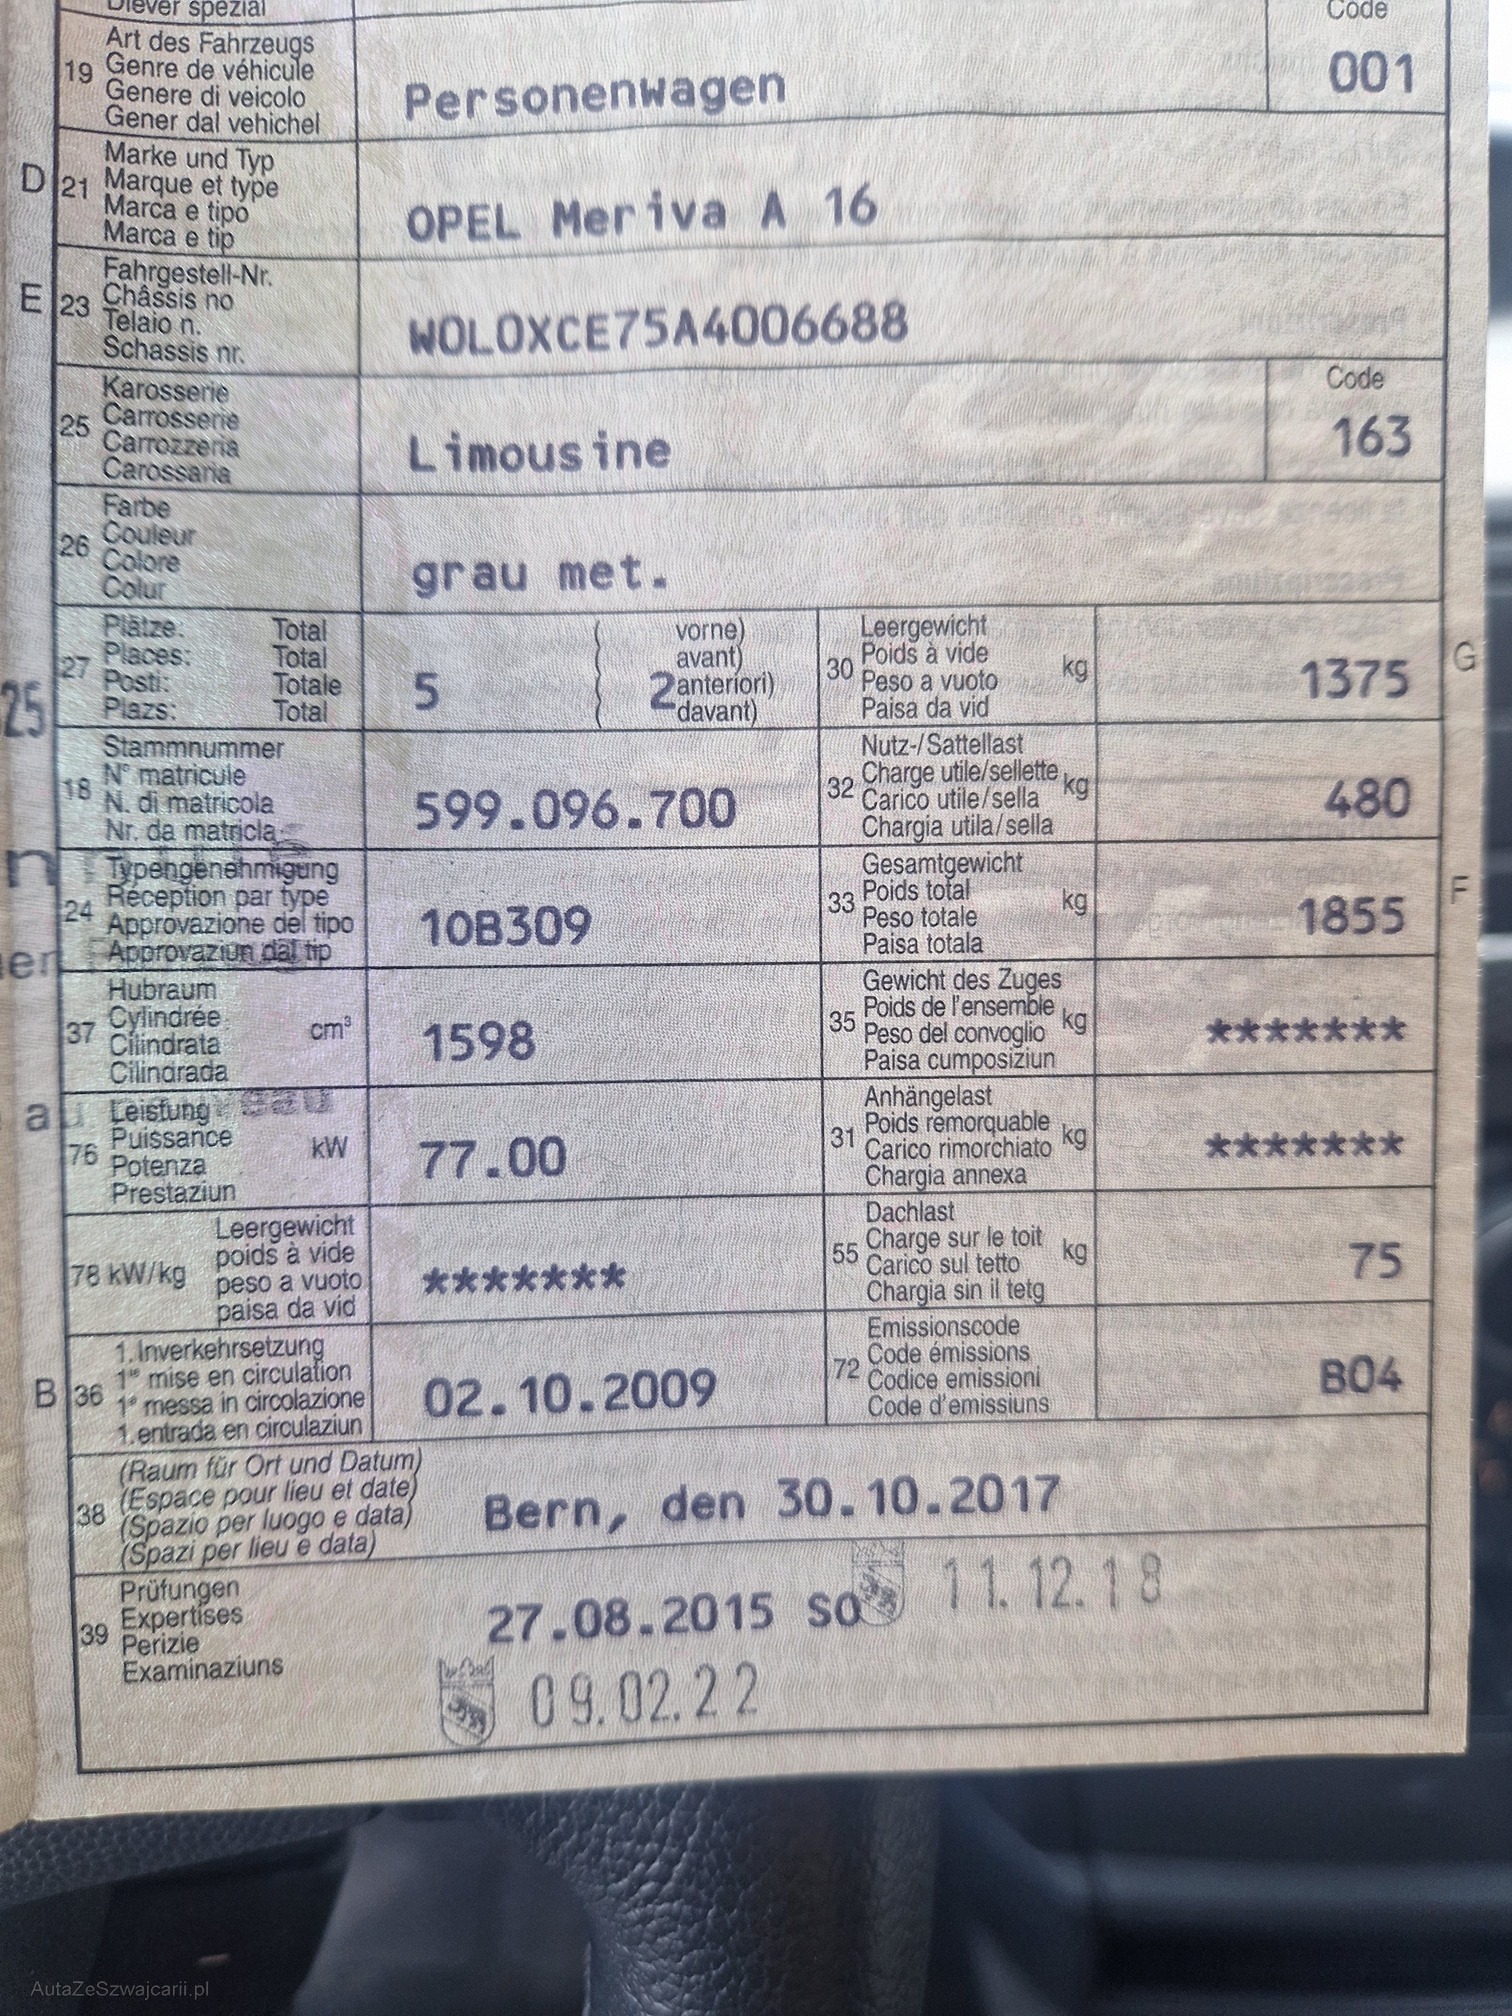 Diever spezial
Code
19 Art des Fahrzeugs
Genre de véhicule
Genere di veicolo
Gener dal vehichel
Personenwagen
001
D 21 Marke und Typ
Marque et type
Marca e tipo
Marca e tip
OPEL Meriva A 16
E 23 Fahrgestell-Nr.
Châssis no
Telaio n.
Schassis nr.
W0L0XCE75A4006688
25 Karosserie
Carrosserie
Carrozzeria
Carossaria
Limousine
Code
163
26 Farbe
Couleur
Colore
Colur
grau met.
27 Plätze: Total
Places: Total
Posti: Totale
Plazs: Total
5
2
vorne)
avant)
anteriori)
davant)
30 Leergewicht
Poids à vide
Peso a vuoto
Paisa da vid
kg
1375
G
25
18 Stammnummer
N° matricule
N. di matricola
Nr. da matricla
599.096.700
32 Nutz-/Sattellast
Charge utile/sellette
Carico utile/sella
Chargia utila/sella
kg
480
24 Typengenehmigung
Réception par type
Approvazione del tipo
Approvaziun dal tip
10B309
33 Gesamtgewicht
Poids total
Peso totale
Paisa totala
kg
1855
F
37 Hubraum
Cylindrée
Cilindrata
Cilindrada
cm³
1598
35 Gewicht des Zuges
Poids de l'ensemble
Peso del convoglio
Paisa cumposiziun
kg
*******
76 Leistung
Puissance
Potenza
Prestaziun
kW
77.00
31 Anhängelast
Poids remorquable
Carico rimorchiato
Chargia annexa
kg
*******
78 kW/kg
Leergewicht
poids à vide
peso a vuoto
paisa da vid
*******
55 Dachlast
Charge sur le toit
Carico sul tetto
Chargia sin il tetg
kg
75
B 36 1. Inverkehrsetzung
1re mise en circulation
1a messa in circolazione
1. entrada en circulaziun
02.10.2009
72 Emissionscode
Code émissions
Codice emissioni
Code d'emissiuns
B04
38 (Raum für Ort und Datum)
(Espace pour lieu et date)
(Spazio per luogo e data)
(Spazi per lieu e data)
Bern, den 30.10.2017
39 Prüfungen
Expertises
Perizie
Examinaziuns
27.08.2015 SO
11.12.18
09.02.22
AutaZeSzwajcarii.pl